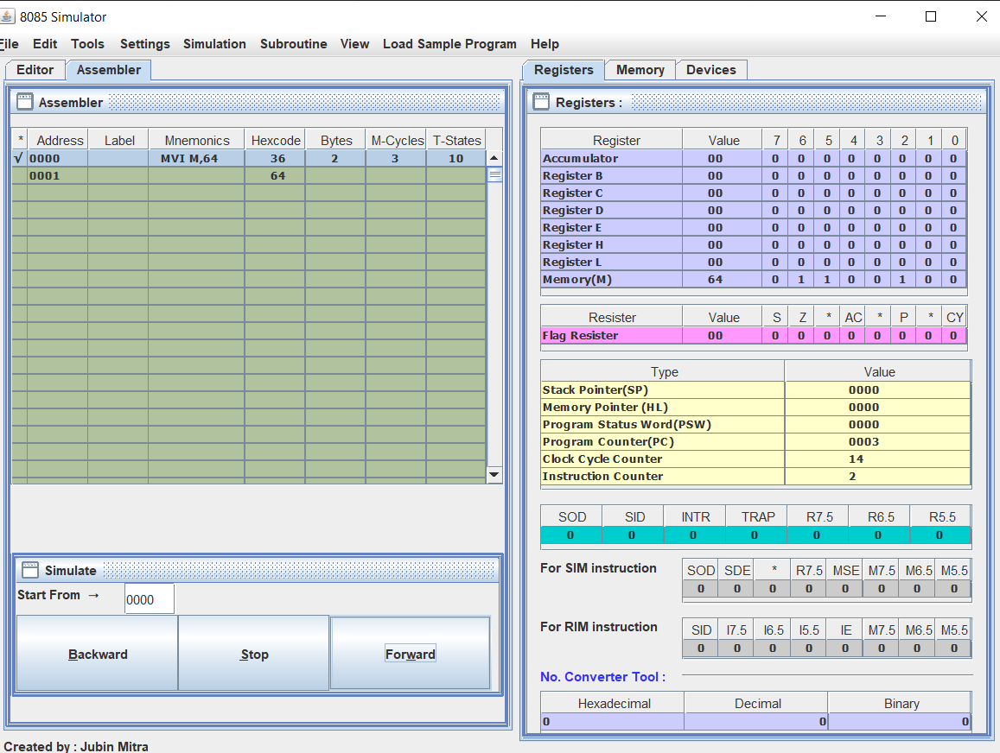 8085 Simulator
File Edit Tools Settings Simulation Subroutine View Load Sample Program Help
Editor Assembler
Assembler
* Address Label Mnemonics Hexcode Bytes M-Cycles T-States
√ 0000 MVI M,64 36 2 3 10
0001 64
Simulate
Start From → 0000
Backward Stop Forward
Created by : Jubin Mitra
Registers Memory Devices
Registers :
Register Value 7 6 5 4 3 2 1 0
Accumulator 00 0 0 0 0 0 0 0 0
Register B 00 0 0 0 0 0 0 0 0
Register C 00 0 0 0 0 0 0 0 0
Register D 00 0 0 0 0 0 0 0 0
Register E 00 0 0 0 0 0 0 0 0
Register H 00 0 0 0 0 0 0 0 0
Register L 00 0 0 0 0 0 0 0 0
Memory(M) 64 0 1 1 0 0 1 0 0
Resister Value S Z * AC * P * CY
Flag Resister 00 0 0 0 0 0 0 0 0
Type Value
Stack Pointer(SP) 0000
Memory Pointer (HL) 0000
Program Status Word(PSW) 0000
Program Counter(PC) 0003
Clock Cycle Counter 14
Instruction Counter 2
SOD SID INTR TRAP R7.5 R6.5 R5.5
0 0 0 0 0 0 0
For SIM instruction
SOD SDE * R7.5 MSE M7.5 M6.5 M5.5
0 0 0 0 0 0 0 0
For RIM instruction
SID I7.5 I6.5 I5.5 IE M7.5 M6.5 M5.5
0 0 0 0 0 0 0 0
No. Converter Tool :
Hexadecimal Decimal Binary
0 0 0